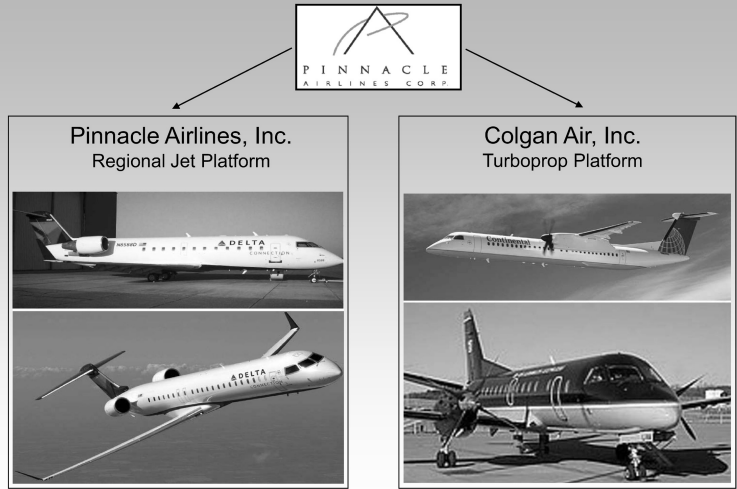 PINNACLE
AIRLINES CORP
Pinnacle Airlines, Inc.
Regional Jet Platform
Colgan Air, Inc.
Turboprop Platform
DELTA
CONNECTION
Continental
DELTA